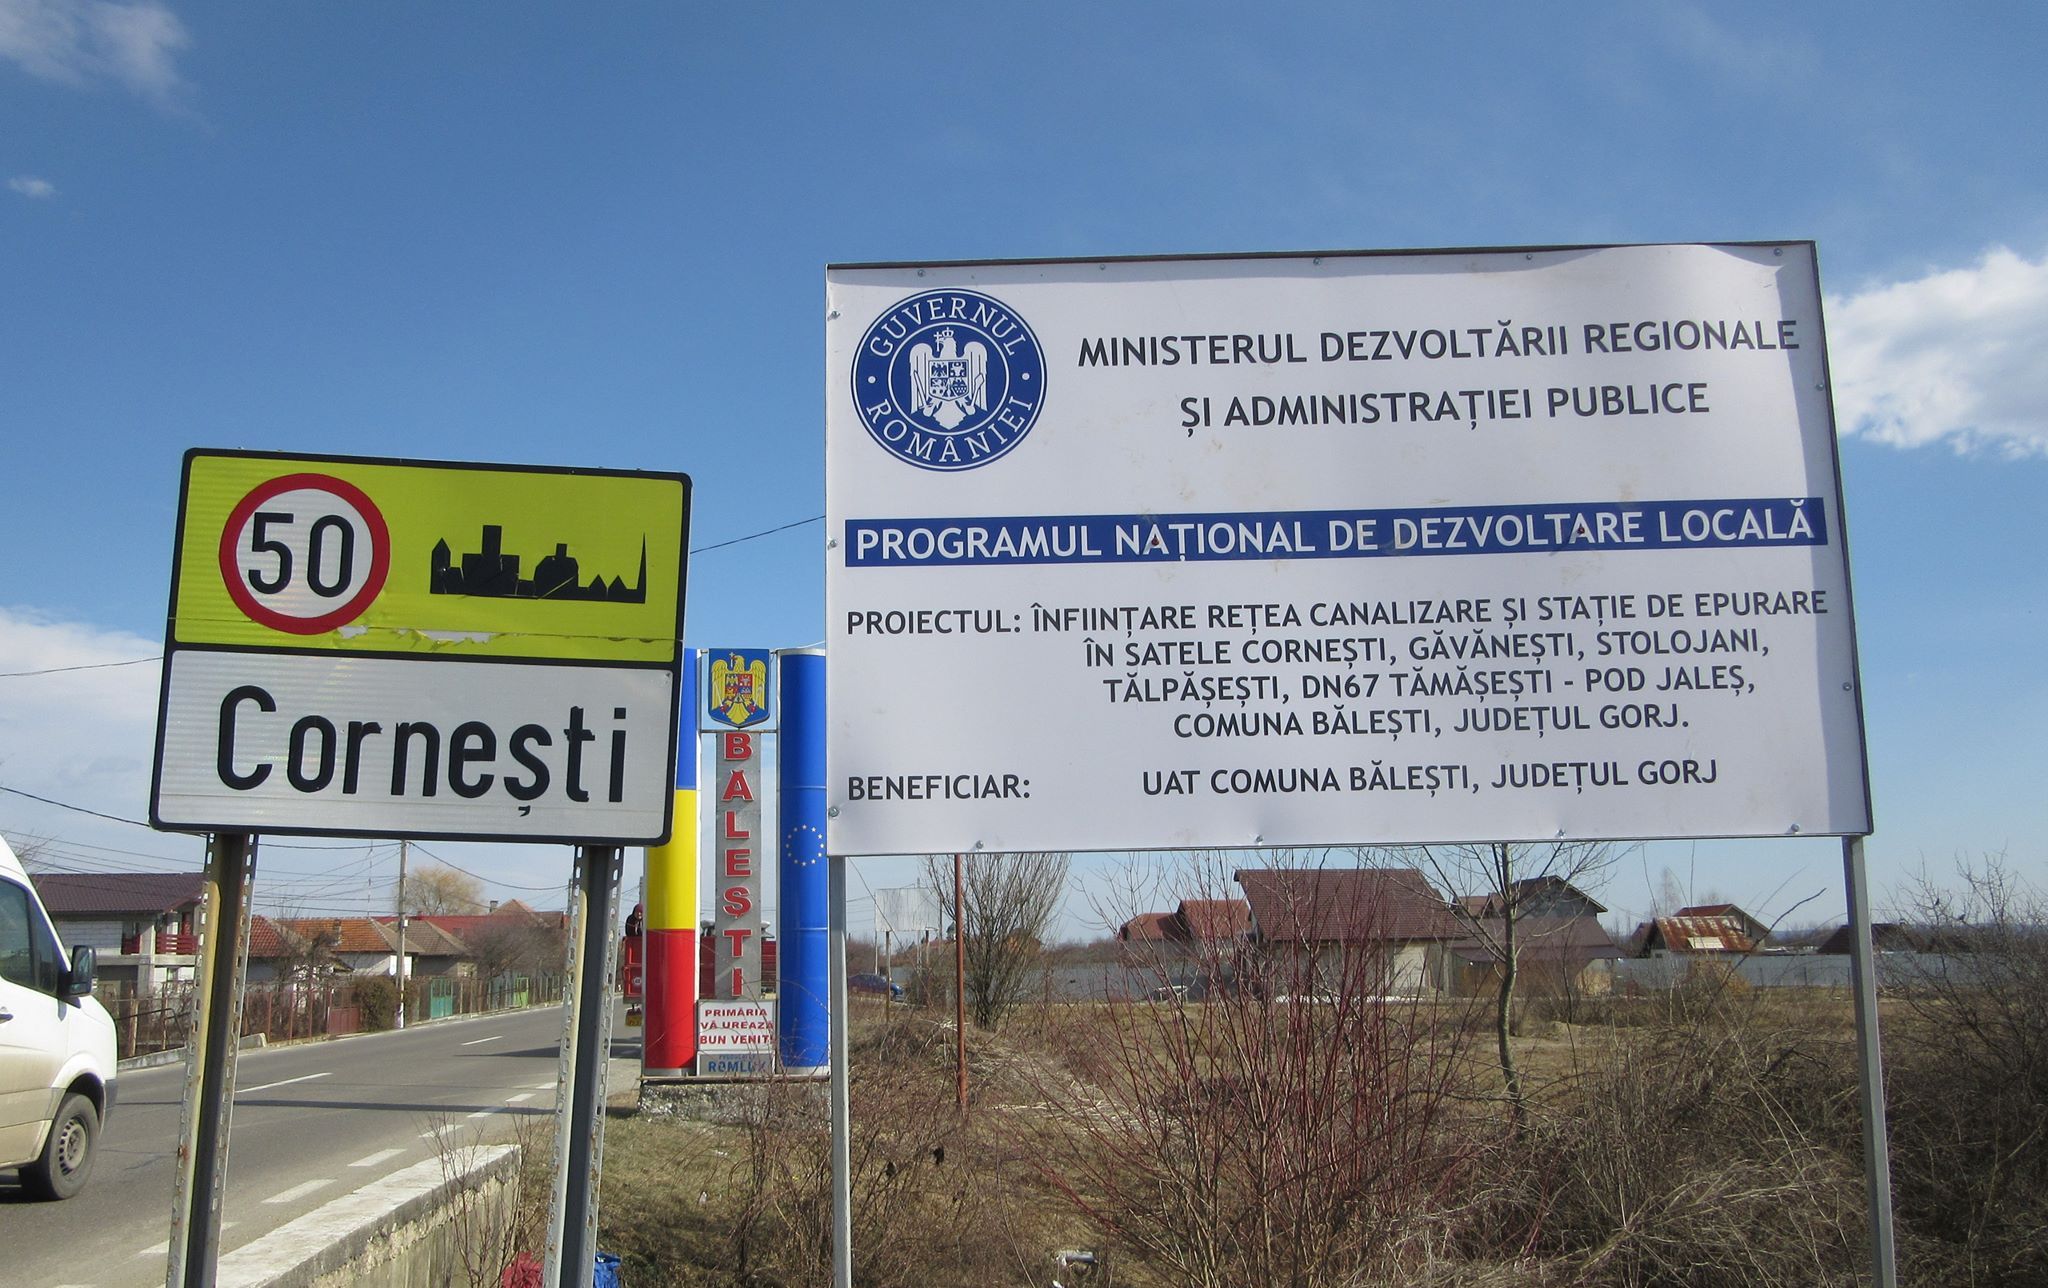 50
Cornești
BĂLEȘTI
PRIMĂRIA
VĂ UREAZĂ
BUN VENIT!
GUVERNUL ROMÂNIEI
MINISTERUL DEZVOLTĂRII REGIONALE
ȘI ADMINISTRAȚIEI PUBLICE
PROGRAMUL NAȚIONAL DE DEZVOLTARE LOCALĂ
PROIECTUL: ÎNFIINȚARE REȚEA CANALIZARE ȘI STAȚIE DE EPURARE
ÎN SATELE CORNEȘTI, GĂVĂNEȘTI, STOLOJANI,
TĂLPĂȘEȘTI, DN67 TĂMĂȘEȘTI - POD JALEȘ,
COMUNA BĂLEȘTI, JUDEȚUL GORJ.
BENEFICIAR: UAT COMUNA BĂLEȘTI, JUDEȚUL GORJ